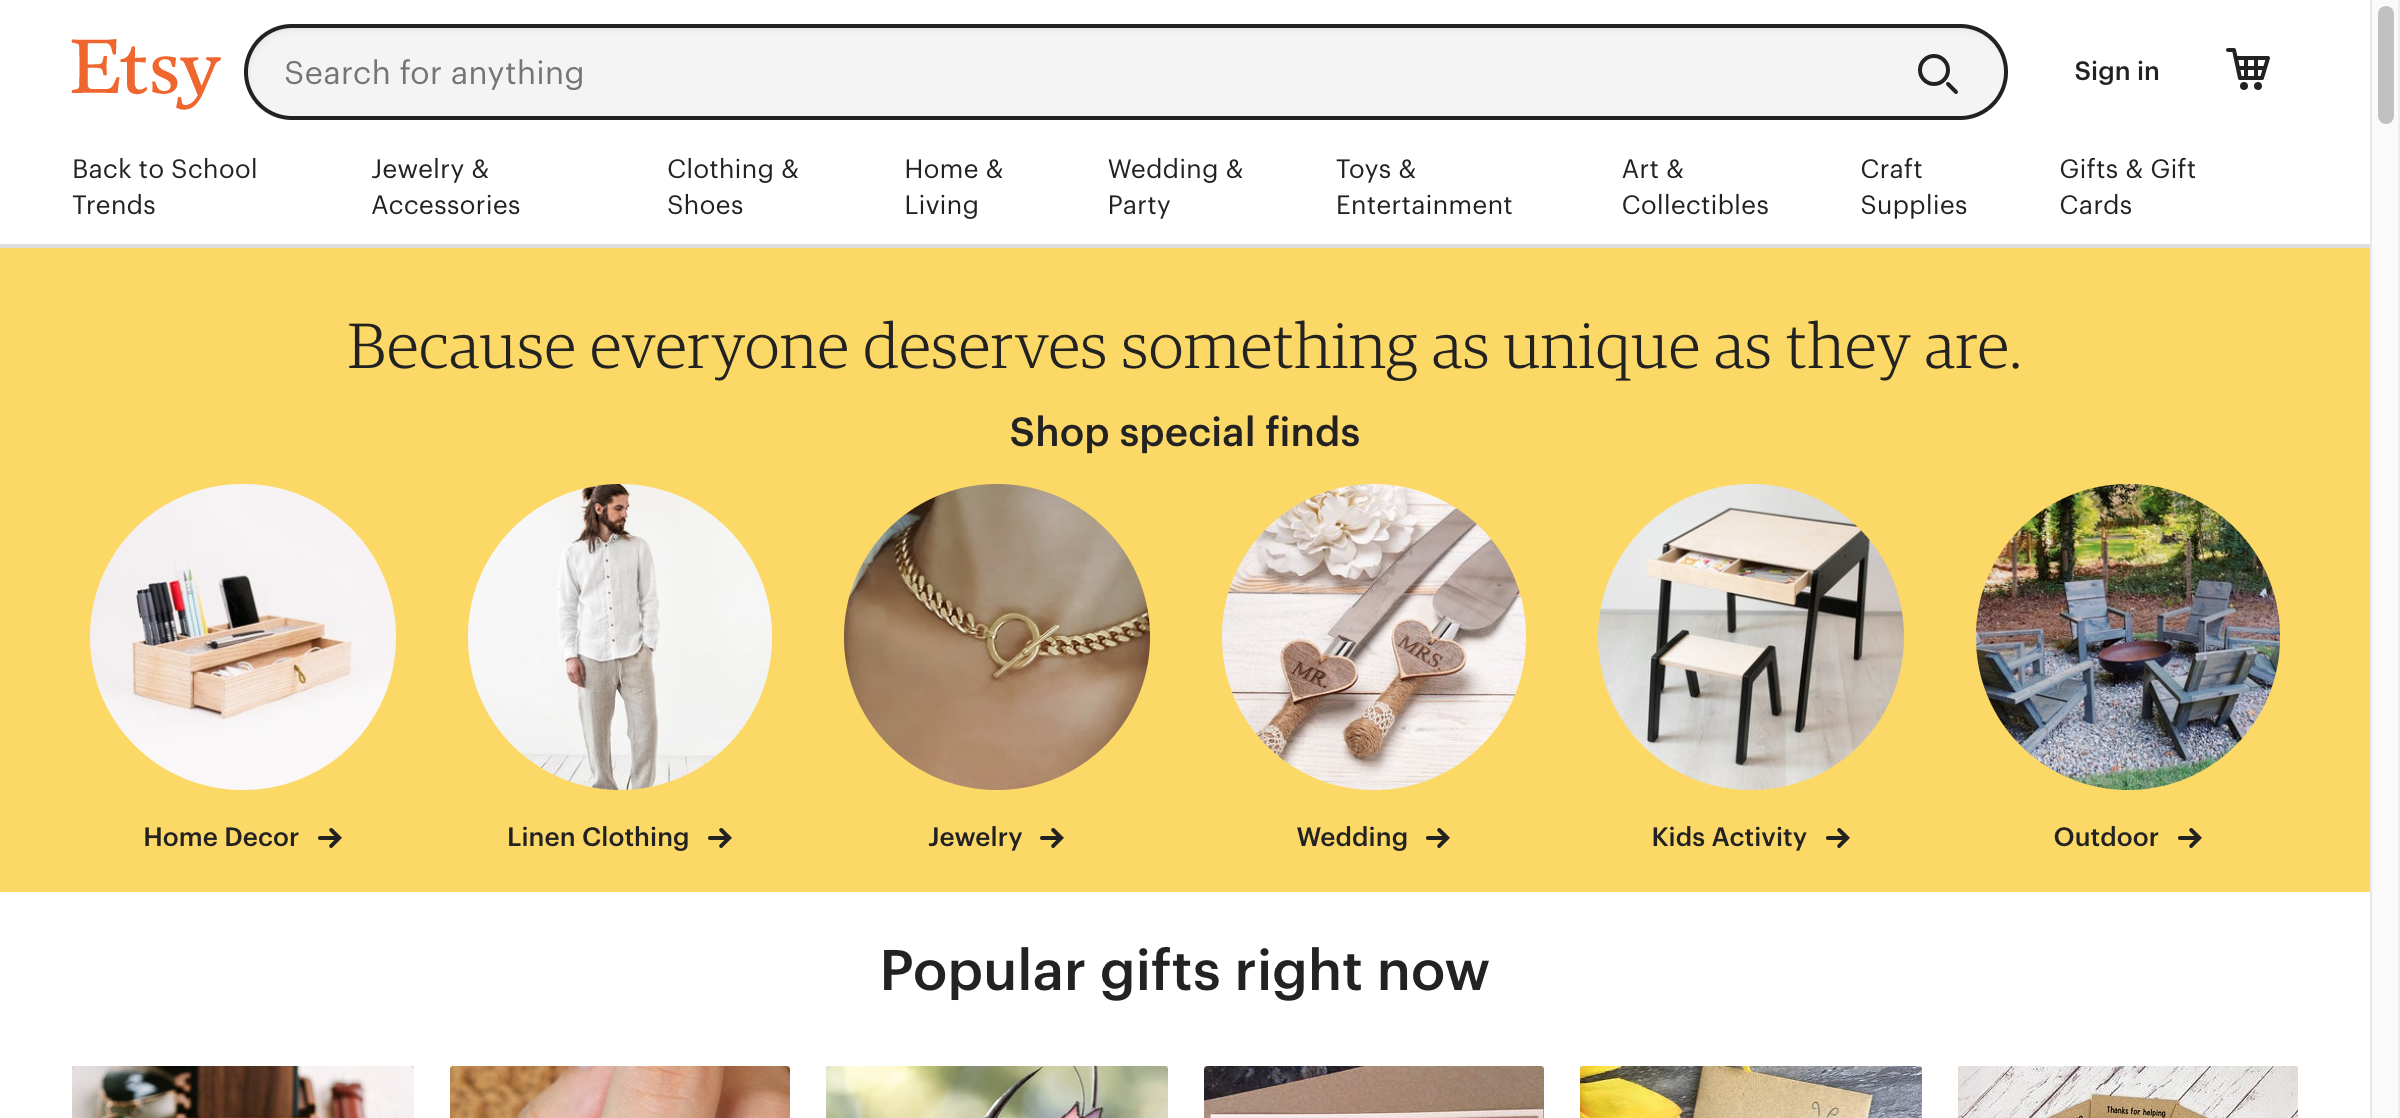 Etsy
Search for anything
Sign in
Back to School
Trends
Jewelry &
Accessories
Clothing &
Shoes
Home &
Living
Wedding &
Party
Toys &
Entertainment
Art &
Collectibles
Craft
Supplies
Gifts & Gift
Cards
Because everyone deserves something as unique as they are.
Shop special finds
MR.
MRS.
Home Decor
Linen Clothing
Jewelry
Wedding
Kids Activity
Outdoor
Popular gifts right now
Thanks for helping